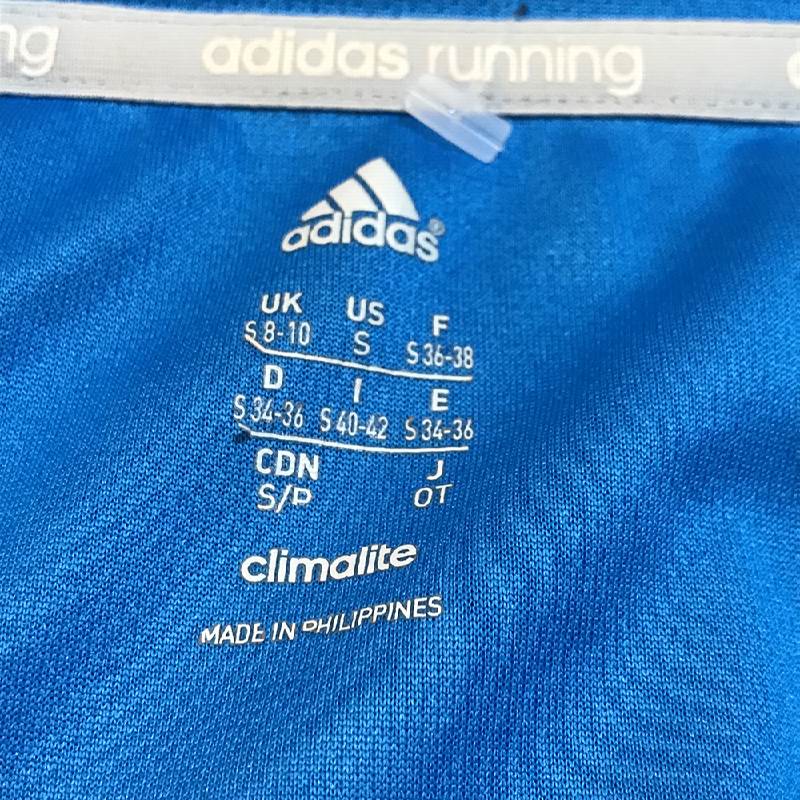 ng adidas running
adidas®
UK US F
S 8-10 S S 36-38
D I E
S 34-36 S 40-42 S 34-36
CDN J
S/P OT
climalite
MADE IN PHILIPPINES